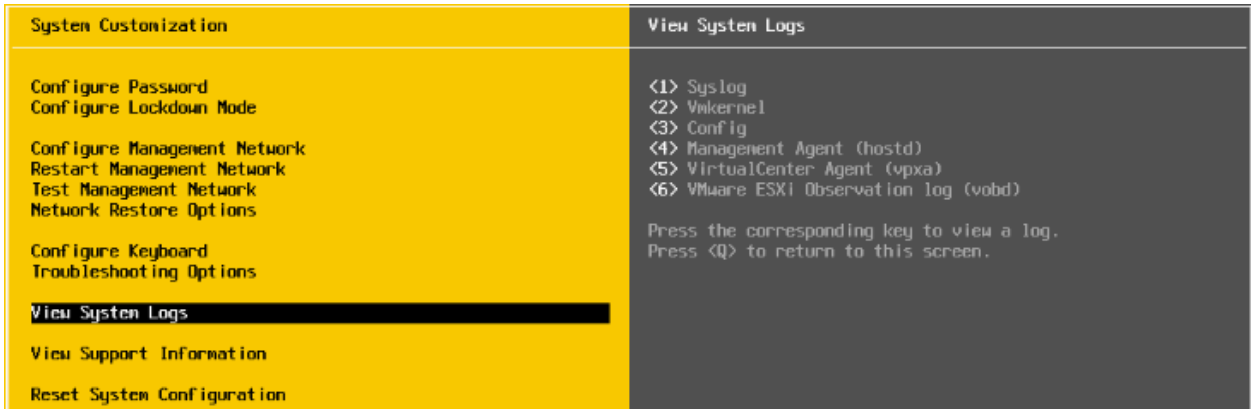 System Customization
Configure Password
Configure Lockdown Mode
Configure Management Network
Restart Management Network
Test Management Network
Network Restore Options
Configure Keyboard
Troubleshooting Options
View System Logs
View Support Information
Reset System Configuration
View System Logs
<1> Syslog
<2> Vmkernel
<3> Config
<4> Management Agent (hostd)
<5> VirtualCenter Agent (vpxa)
<6> VMware ESXi Observation log (vobd)
Press the corresponding key to view a log.
Press <Q> to return to this screen.